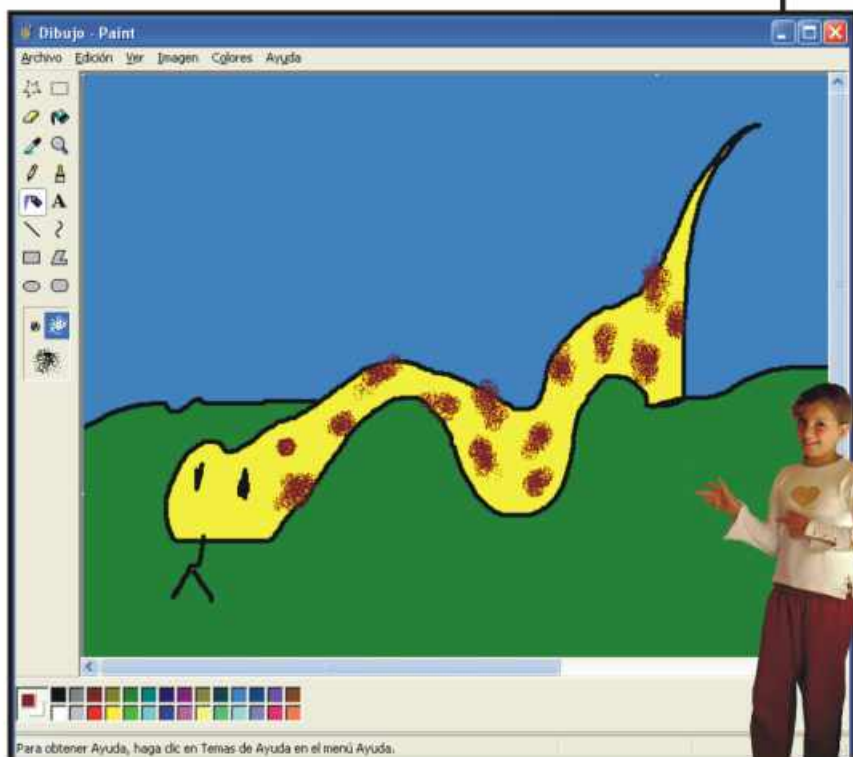 Dibujo - Paint
Archivo Edición Ver Imagen Colores Ayuda
A
Para obtener Ayuda, haga clic en Temas de Ayuda en el menú Ayuda.